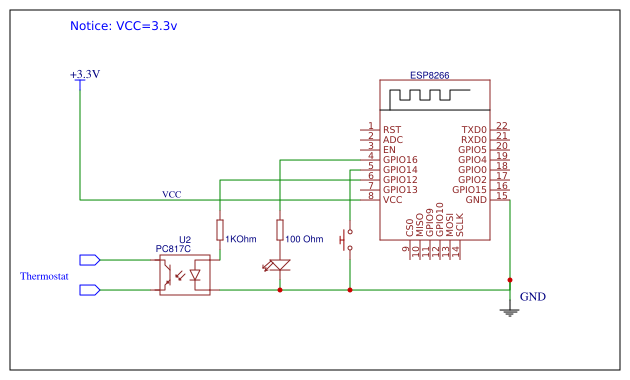 Notice: VCC=3.3v
+3.3V
ESP8266
1 RST TXD0 22
2 ADC RXD0 21
3 EN GPIO5 20
4 GPIO16 GPIO4 19
5 GPIO14 GPIO0 18
6 GPIO12 GPIO2 17
7 GPIO13 GPIO15 16
8 VCC GND 15
VCC
CS0
MISO
GPIO9
GPIO10
MOSI
SCLK
9
10
11
12
13
14
U2
PC817C
1KOhm
100 Ohm
Thermostat
GND